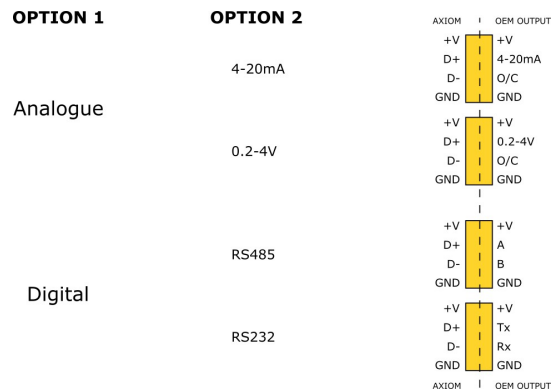 OPTION 1 OPTION 2 AXIOM OEM OUTPUT
+V +V
4-20mA D+ 4-20mA
D- O/C
GND GND
Analogue
+V +V
0.2-4V D+ 0.2-4V
D- O/C
GND GND
+V +V
RS485 D+ A
D- B
GND GND
Digital
+V +V
RS232 D+ Tx
D- Rx
GND GND
AXIOM OEM OUTPUT